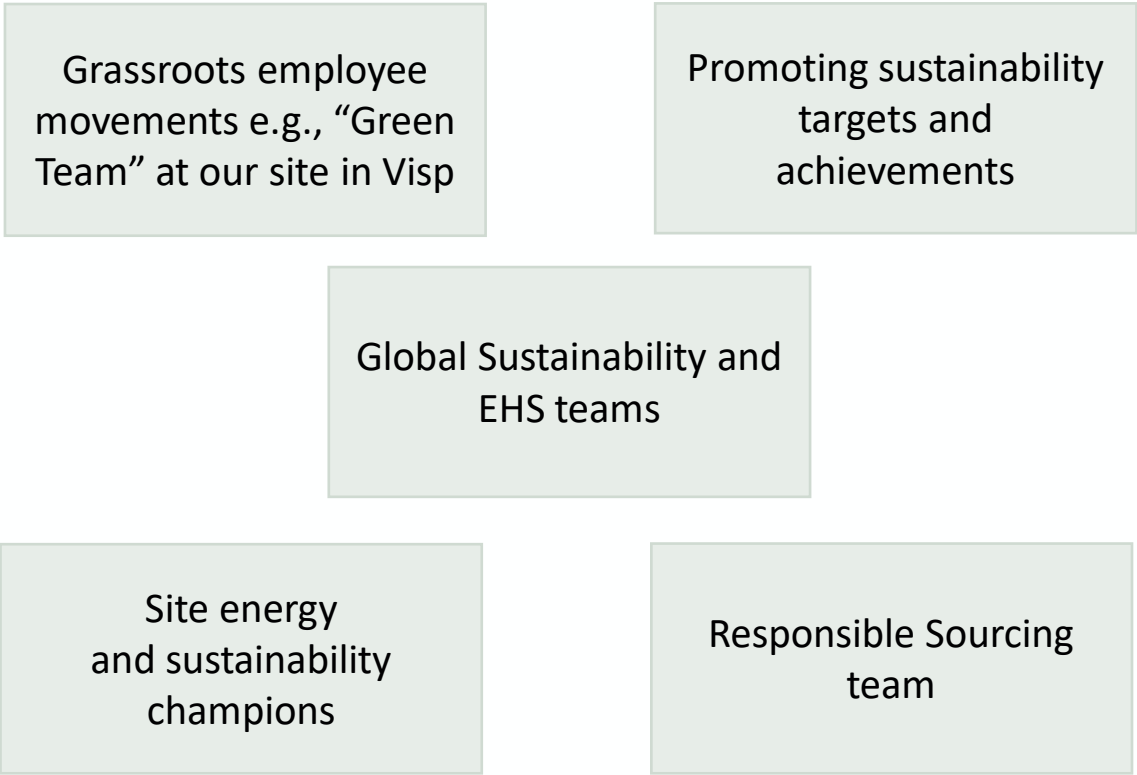 Grassroots employee
movements e.g., “Green
Team” at our site in Visp
Promoting sustainability
targets and
achievements
Global Sustainability and
EHS teams
Site energy
and sustainability
champions
Responsible Sourcing
team